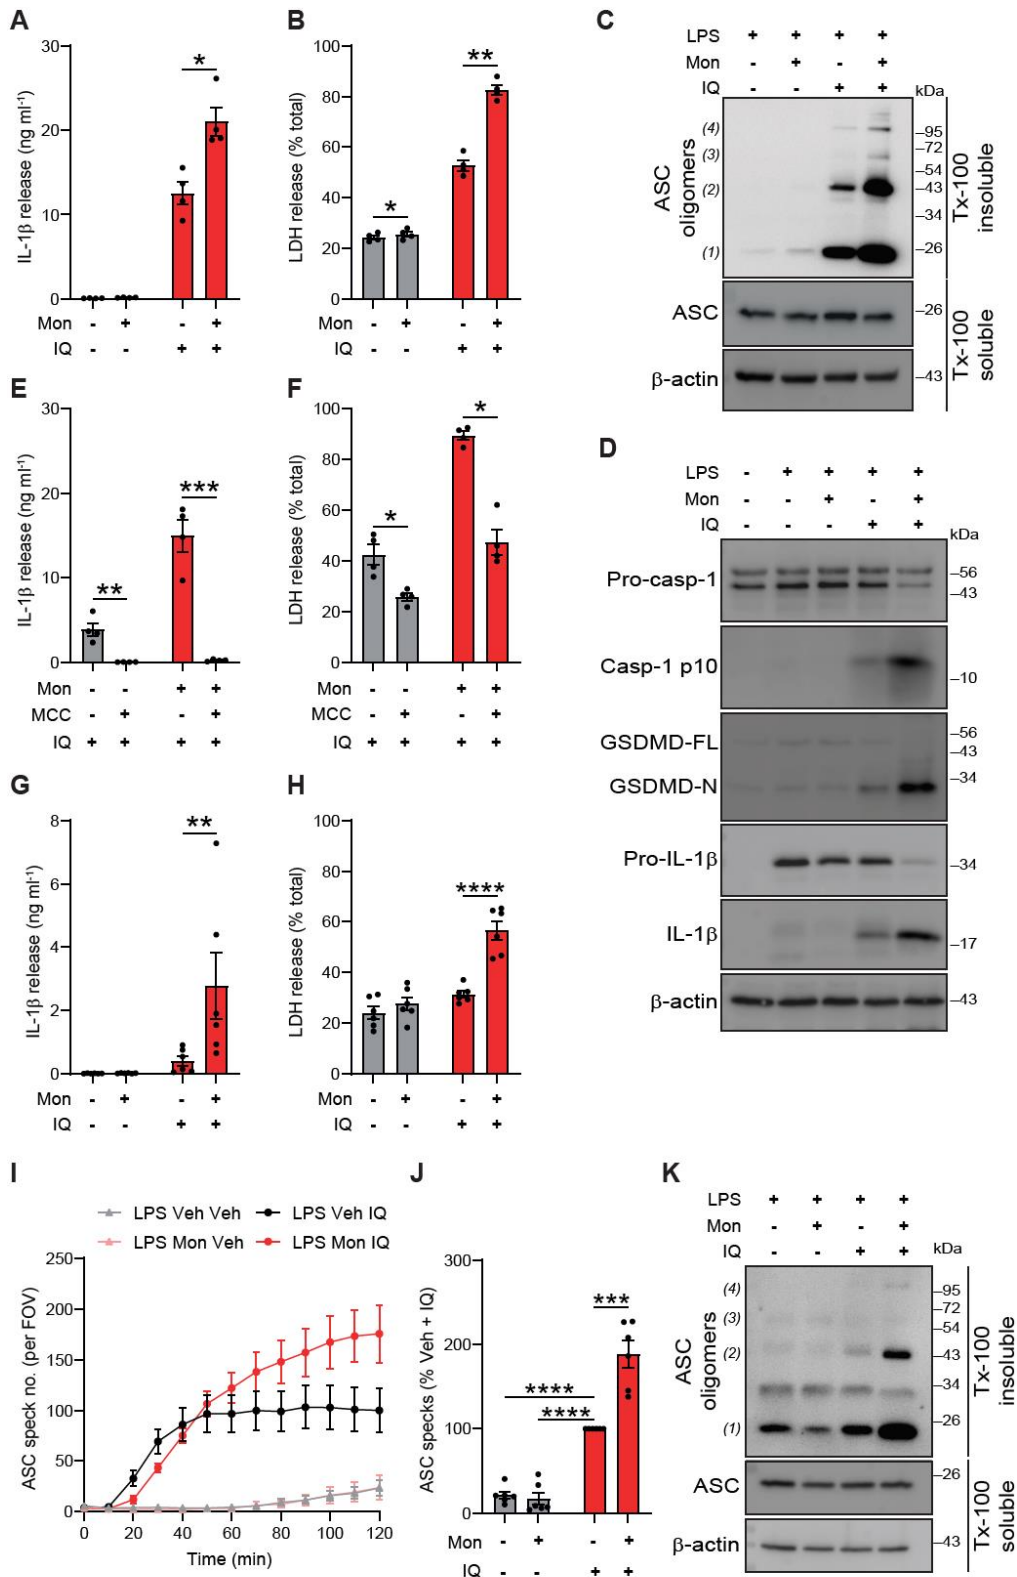 A
IL-1β release (ng ml⁻¹)
30
20
10
0
*
Mon - + - +
IQ - - + +
B
LDH release (% total)
100
80
60
40
20
0
*
**
Mon - + - +
IQ - - + +
C
LPS + + + +
Mon - + - +
IQ - - + +
kDa
ASC oligomers
(4)
(3)
(2)
(1)
–95
–72
–54
–43
–34
–26
Tx-100 insoluble
ASC
–26
β-actin
–43
Tx-100 soluble
D
LPS - + + + +
Mon - - + - +
IQ - - - + +
kDa
Pro-casp-1
–56
–43
Casp-1 p10
–10
GSDMD-FL
–56
–43
GSDMD-N
–34
Pro-IL-1β
–34
IL-1β
–17
β-actin
–43
E
IL-1β release (ng ml⁻¹)
30
20
10
0
**
***
Mon - - + +
MCC - + - +
IQ + + + +
F
LDH release (% total)
100
80
60
40
20
0
*
*
Mon - - + +
MCC - + - +
IQ + + + +
G
IL-1β release (ng ml⁻¹)
8
6
4
2
0
**
Mon - + - +
IQ - - + +
H
LDH release (% total)
100
80
60
40
20
0
****
Mon - + - +
IQ - - + +
I
LPS Veh Veh
LPS Veh IQ
LPS Mon Veh
LPS Mon IQ
ASC speck no. (per FOV)
250
200
150
100
50
0
0 20 40 60 80 100 120
Time (min)
J
ASC specks (% Veh + IQ)
300
200
100
0
****
****
***
Mon - + - +
IQ - - + +
K
LPS + + + +
Mon - + - +
IQ - - + +
kDa
ASC oligomers
(4)
(3)
(2)
(1)
–95
–72
–54
–43
–34
–26
Tx-100 insoluble
ASC
–26
β-actin
–43
Tx-100 soluble